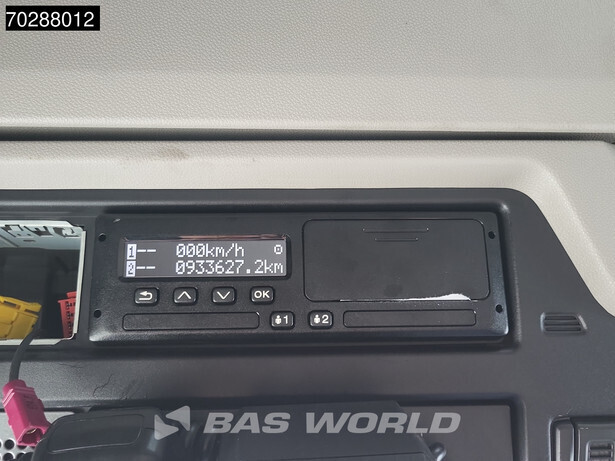 70288012
1-- 000km/h
2-- 0933627.2km
OK
1 2
BAS WORLD